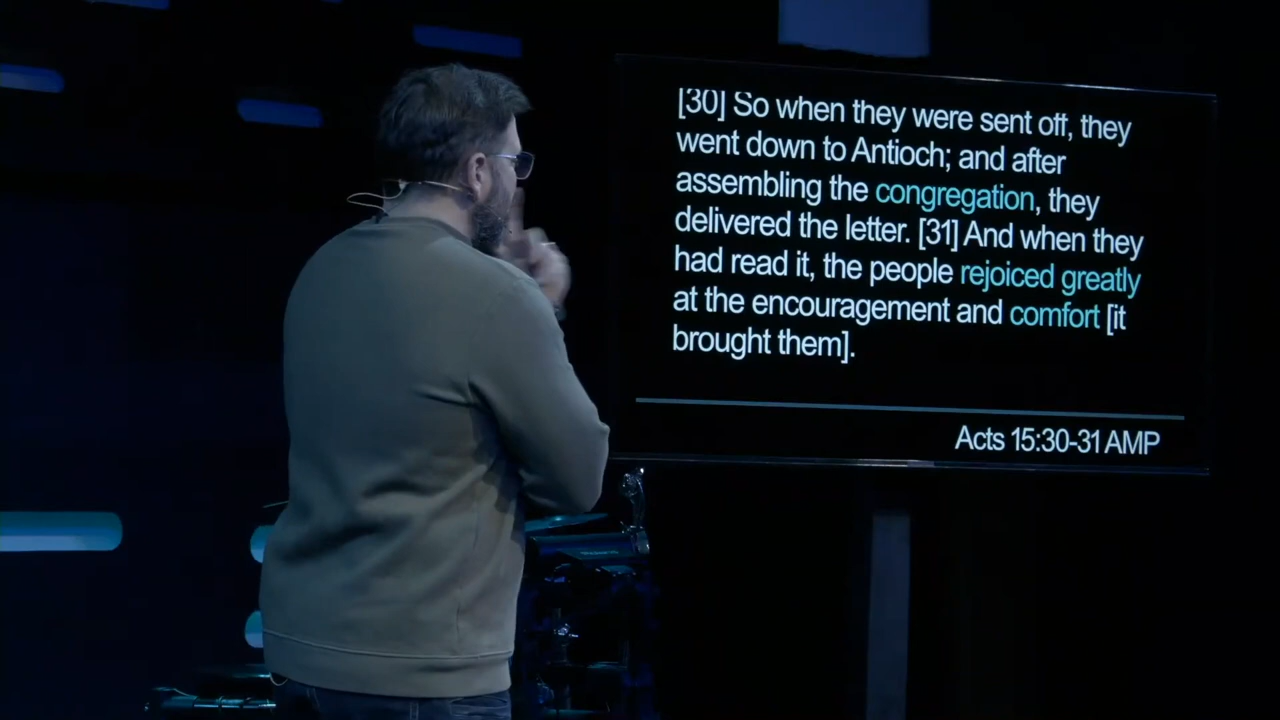 [30] So when they were sent off, they
went down to Antioch; and after
assembling the congregation, they
delivered the letter. [31] And when they
had read it, the people rejoiced greatly
at the encouragement and comfort [it
brought them].
Acts 15:30-31 AMP